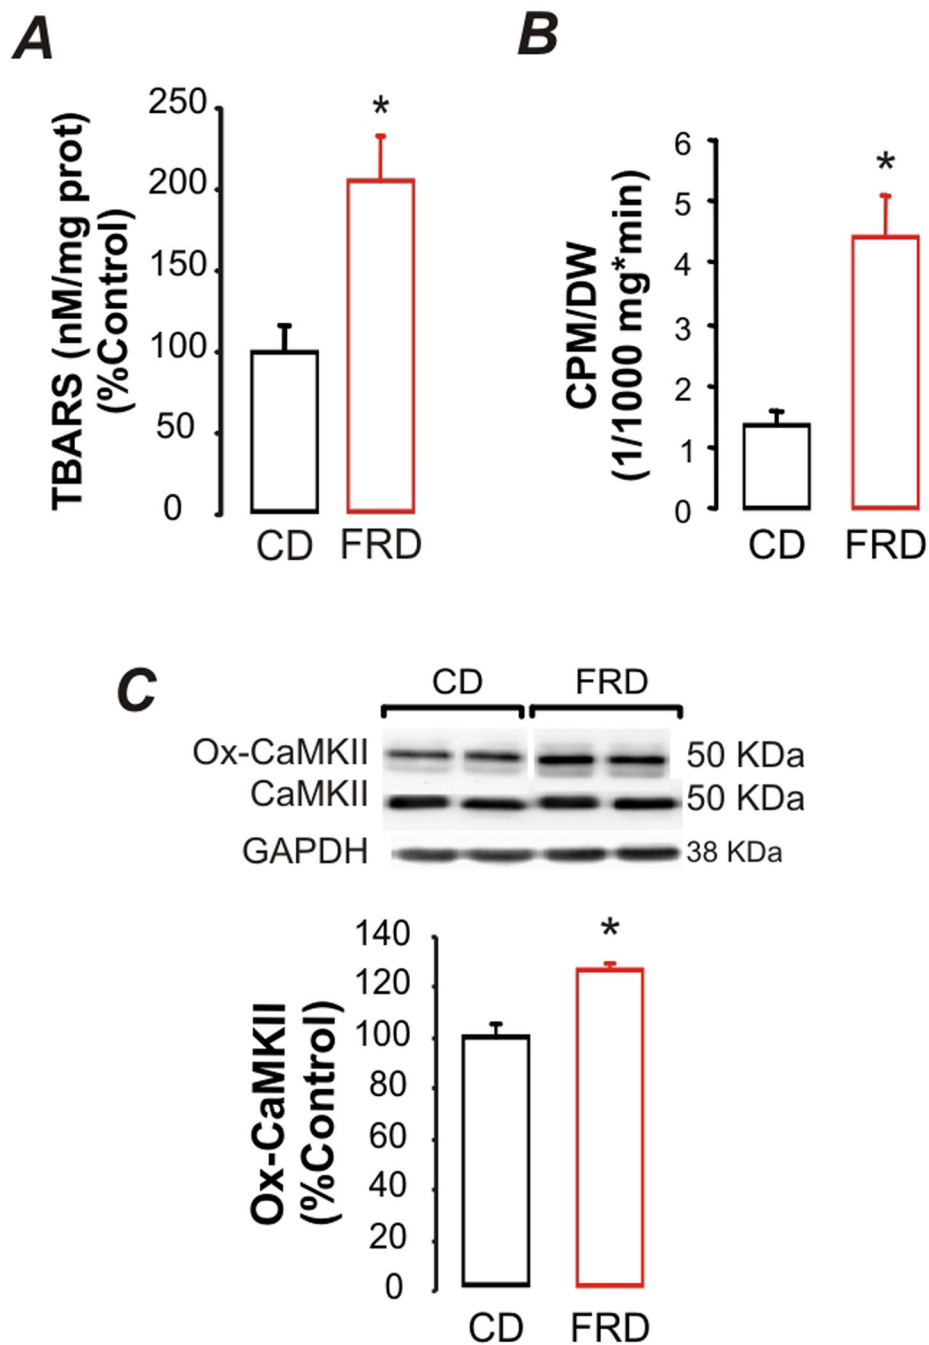 A
TBARS (nM/mg prot)
(%Control)
250
200
150
100
50
0
*
CD FRD
B
CPM/DW
(1/1000 mg*min)
6
5
4
3
2
1
0
*
CD FRD
C
CD FRD
Ox-CaMKII 50 KDa
CaMKII 50 KDa
GAPDH 38 KDa
Ox-CaMKII
(%Control)
140
120
100
80
60
40
20
0
*
CD FRD